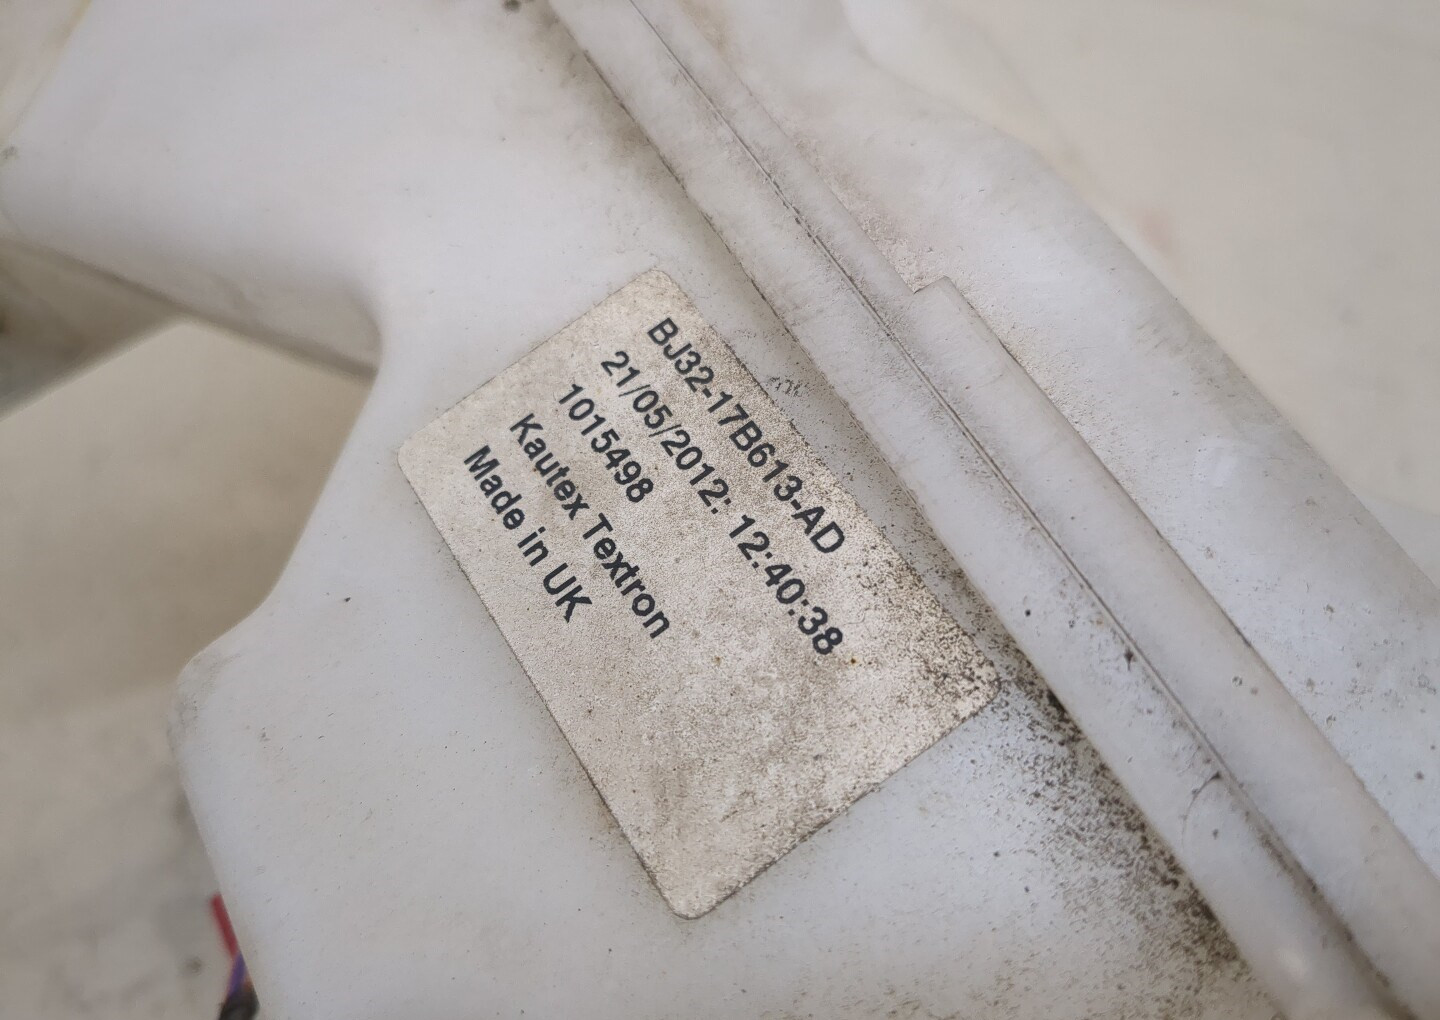 BJ32-17B613-AD
21/05/2012: 12:40:38
1015498
Kautex Textron
Made in UK